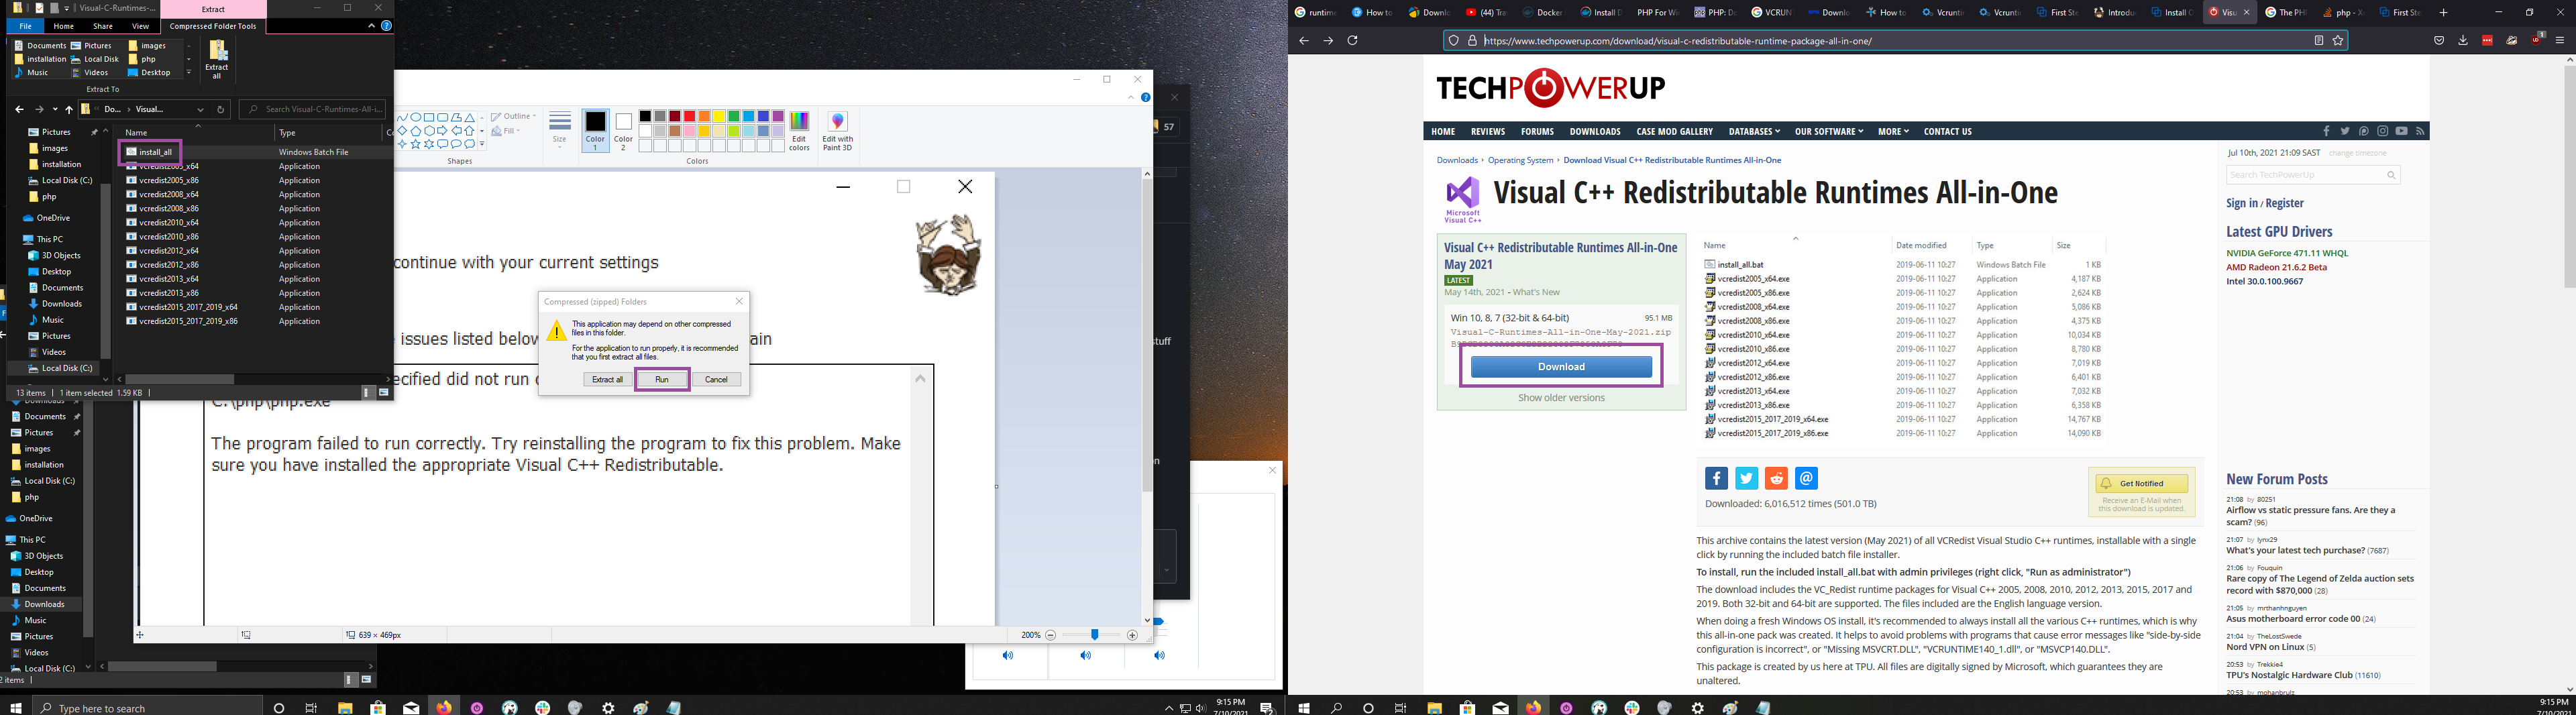 Visual-C-Runtimes-...
Extract
File
Home
Share
View
Compressed Folder Tools
Documents
Pictures
images
installation
Local Disk
php
Music
Videos
Desktop
Extract
all
Extract To
Do...
Visual...
Search Visual-C-Runtimes-All-i...
Name
Type
Pictures
images
installation
Local Disk (C:)
php
OneDrive
This PC
3D Objects
Desktop
Documents
Downloads
Music
Pictures
Videos
Local Disk (C:)
install_all
Windows Batch File
vcredist2005_x64
Application
vcredist2005_x86
Application
vcredist2008_x64
Application
vcredist2008_x86
Application
vcredist2010_x64
Application
vcredist2010_x86
Application
vcredist2012_x64
Application
vcredist2012_x86
Application
vcredist2013_x64
Application
vcredist2013_x86
Application
vcredist2015_2017_2019_x64
Application
vcredist2015_2017_2019_x86
Application
13 items
1 item selected 1.59 KB
Downloads
Documents
Pictures
images
installation
Local Disk (C:)
php
OneDrive
This PC
3D Objects
Desktop
Documents
Downloads
Music
Pictures
Videos
Local Disk (C:)
2 items
Outline
Fill
Shapes
Size
Color
1
Color
2
Edit
colors
Edit with
Paint 3D
Colors
57
continue with your current settings
issues listed below
ain
ecified did not run
C:\php\php.exe
The program failed to run correctly. Try reinstalling the program to fix this problem. Make
sure you have installed the appropriate Visual C++ Redistributable.
Compressed (zipped) Folders
This application may depend on other compressed
files in this folder.
For the application to run properly, it is recommended
that you first extract all files.
Extract all
Run
Cancel
639 × 469px
200%
Type here to search
9:15 PM
7/10/2021
runtime
How to
Downlo
(44) Tra
Docker
Install D
PHP For Wi
PHP: D
VCRUN
Downlo
How to
Vcruntin
Vcruntin
First Ste
Introdu
Install C
Visu
The PH
php - X
First Ste
https://www.techpowerup.com/download/visual-c-redistributable-runtime-package-all-in-one/
TECHPOWERUP
HOME
REVIEWS
FORUMS
DOWNLOADS
CASE MOD GALLERY
DATABASES
OUR SOFTWARE
MORE
CONTACT US
Downloads
Operating System
Download Visual C++ Redistributable Runtimes All-in-One
Microsoft
Visual C++
Visual C++ Redistributable Runtimes All-in-One
Visual C++ Redistributable Runtimes All-in-One
May 2021
LATEST
May 14th, 2021 - What's New
Win 10, 8, 7 (32-bit & 64-bit)
95.1 MB
Visual-C-Runtimes-All-in-One-May-2021.zip
Download
Show older versions
Name
Date modified
Type
Size
install_all.bat
2019-06-11 10:27
Windows Batch File
1 KB
vcredist2005_x64.exe
2019-06-11 10:27
Application
4,187 KB
vcredist2005_x86.exe
2019-06-11 10:27
Application
2,624 KB
vcredist2008_x64.exe
2019-06-11 10:27
Application
5,086 KB
vcredist2008_x86.exe
2019-06-11 10:27
Application
4,375 KB
vcredist2010_x64.exe
2019-06-11 10:27
Application
10,034 KB
vcredist2010_x86.exe
2019-06-11 10:27
Application
8,780 KB
vcredist2012_x64.exe
2019-06-11 10:27
Application
7,019 KB
vcredist2012_x86.exe
2019-06-11 10:27
Application
6,401 KB
vcredist2013_x64.exe
2019-06-11 10:27
Application
7,032 KB
vcredist2013_x86.exe
2019-06-11 10:27
Application
6,358 KB
vcredist2015_2017_2019_x64.exe
2019-06-11 10:27
Application
14,767 KB
vcredist2015_2017_2019_x86.exe
2019-06-11 10:27
Application
14,090 KB
Downloaded: 6,016,512 times (501.0 TB)
Get Notified
Receive an E-Mail when
this download is updated.
This archive contains the latest version (May 2021) of all VCRedist Visual Studio C++ runtimes, installable with a single
click by running the included batch file installer.
To install, run the included install_all.bat with admin privileges (right click, "Run as administrator")
The download includes the VC_Redist runtime packages for Visual C++ 2005, 2008, 2010, 2012, 2013, 2015, 2017 and
2019. Both 32-bit and 64-bit are supported. The files included are the English language version.
When doing a fresh Windows OS install, it's recommended to always install all the various C++ runtimes, which is why
this all-in-one pack was created. It helps to avoid problems with programs that cause error messages like "side-by-side
configuration is incorrect", or "Missing MSVCRT.DLL", "VCRUNTIME140_1.dll", or "MSVCP140.DLL".
This package is created by us here at TPU. All files are digitally signed by Microsoft, which guarantees they are
unaltered.
Jul 10th, 2021 21:09 SAST
change timezone
Search TechPowerUp
Sign in / Register
Latest GPU Drivers
NVIDIA GeForce 471.11 WHQL
AMD Radeon 21.6.2 Beta
Intel 30.0.100.9667
New Forum Posts
21:08 by 80251
Airflow vs static pressure fans. Are they a
scam? (96)
21:07 by lynx29
What's your latest tech purchase? (7687)
21:06 by Fouquin
Rare copy of The Legend of Zelda auction sets
record with $870,000 (28)
21:05 by mrthanhnguyen
Asus motherboard error code 00 (24)
21:04 by TheLostSwede
Nord VPN on Linux (5)
20:53 by Trekkie4
TPU's Nostalgic Hardware Club (11610)
20:53 by mohanbrulz
9:15 PM
7/10/2021